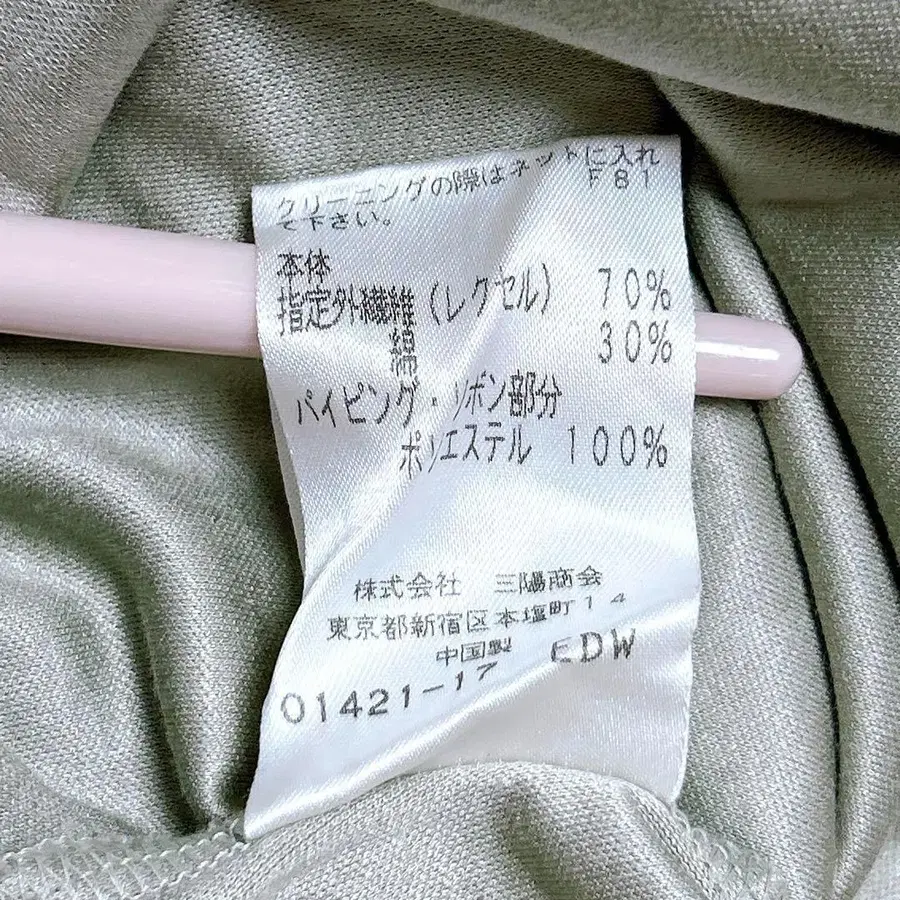 クリーニングの際はネットに入れ
て下さい。 F81
本体
指定外繊維(レクセル) 70%
綿 30%
パイピング・リボン部分
ポリエステル 100%
株式会社 三陽商会
東京都新宿区本塩町14
中国製 EDW
01421-17